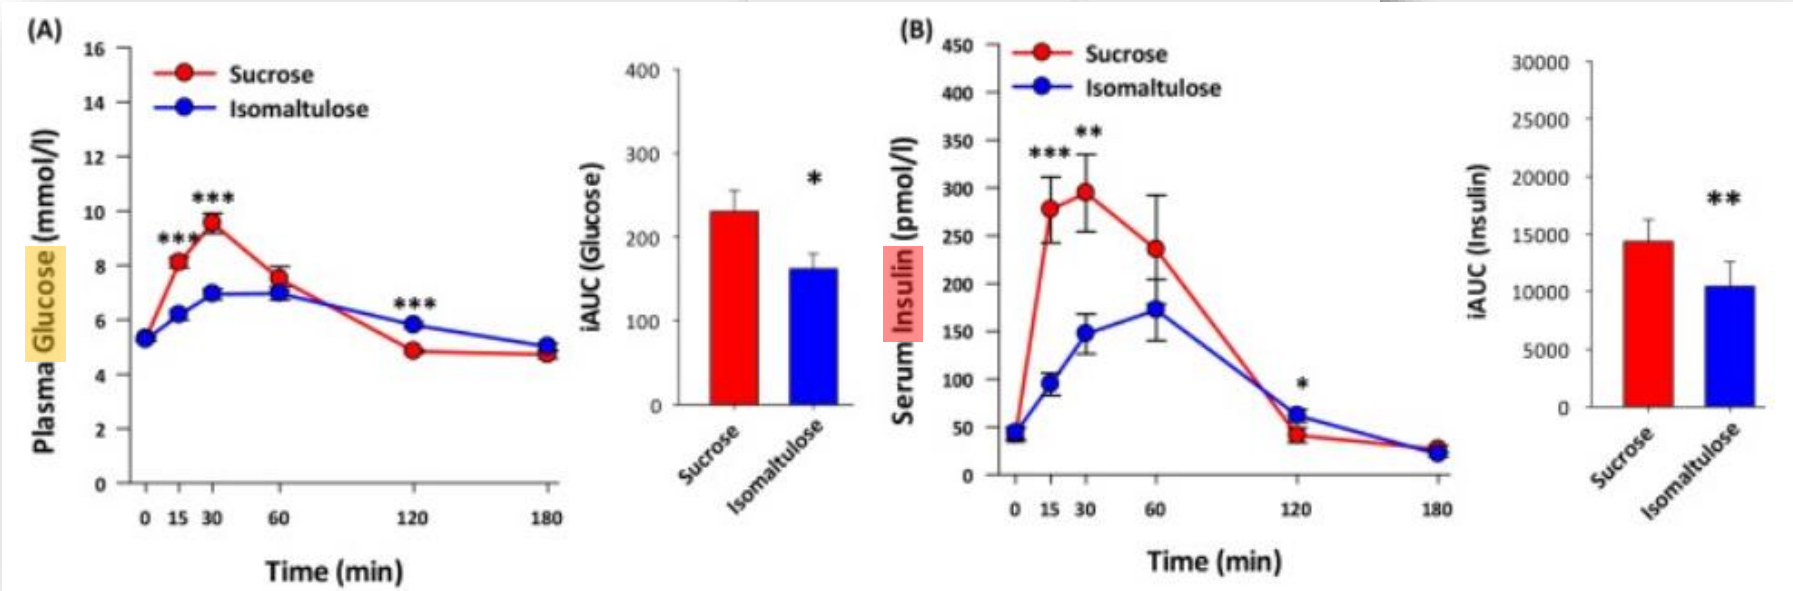 (A)
Plasma Glucose (mmol/l)
16
14
12
10
8
6
4
2
0
Sucrose
Isomaltulose
***
***
***
0 15 30 60 120 180
Time (min)
iAUC (Glucose)
400
300
200
100
0
*
Sucrose
Isomaltulose
(B)
Serum Insulin (pmol/l)
450
400
350
300
250
200
150
100
50
0
Sucrose
Isomaltulose
***
**
*
0 15 30 60 120 180
Time (min)
iAUC (Insulin)
30000
25000
20000
15000
10000
5000
0
**
Sucrose
Isomaltulose